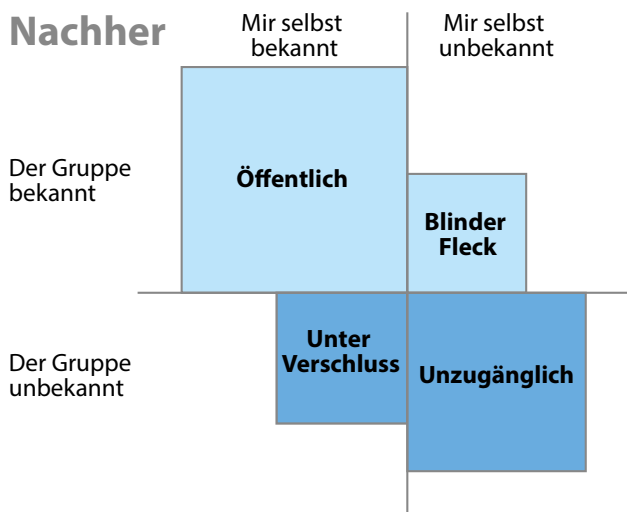 Nachher
Mir selbst
bekannt
Mir selbst
unbekannt
Der Gruppe
bekannt
Öffentlich
Blinder
Fleck
Der Gruppe
unbekannt
Unter
Verschluss
Unzugänglich